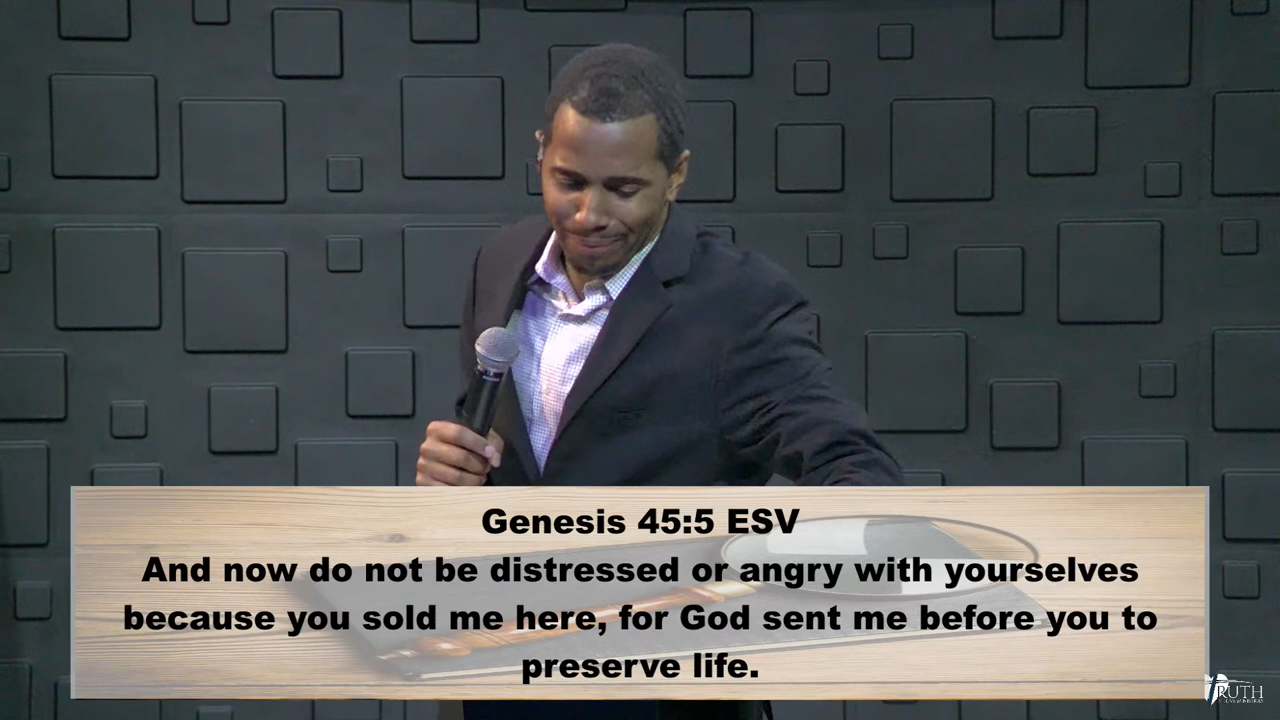 Genesis 45:5 ESV
And now do not be distressed or angry with yourselves
because you sold me here, for God sent me before you to
preserve life.
TRUTH